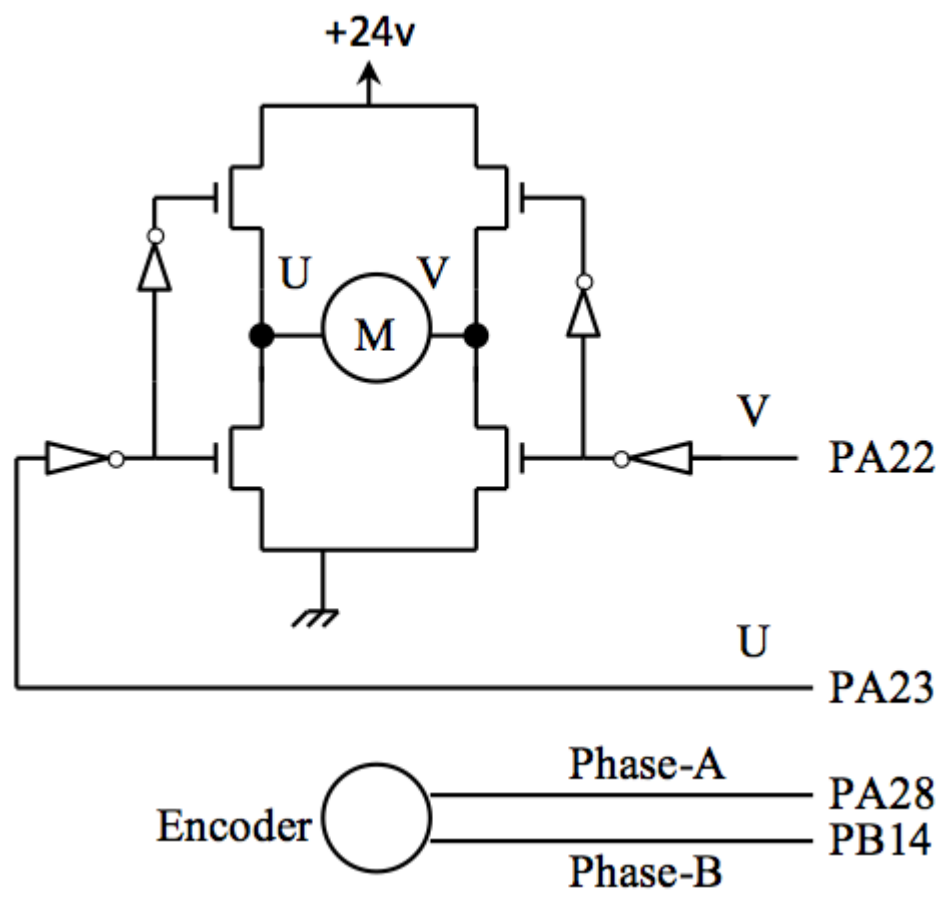 +24v
U
V
M
V
PA22
U
PA23
Phase-A
PA28
Encoder
PB14
Phase-B